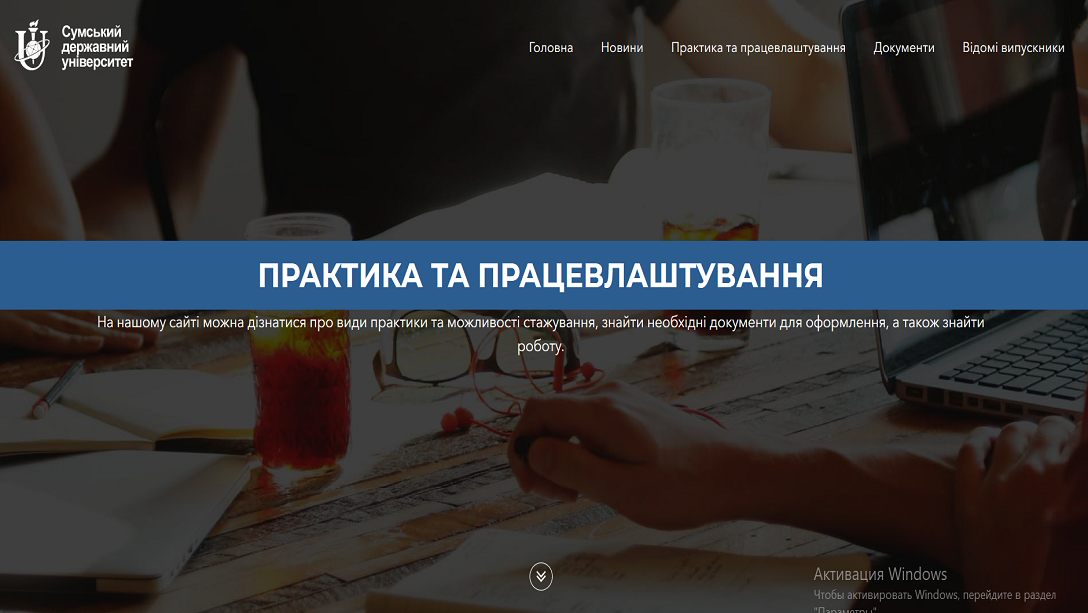 Сумський
державний
університет
Головна Новини Практика та працевлаштування Документи Відомі випускники
ПРАКТИКА ТА ПРАЦЕВЛАШТУВАННЯ
На нашому сайті можна дізнатися про види практики та можливості стажування, знайти необхідні документи для оформлення, а також знайти
роботу.
Активация Windows
Чтобы активировать Windows, перейдите в раздел
"Параметры".